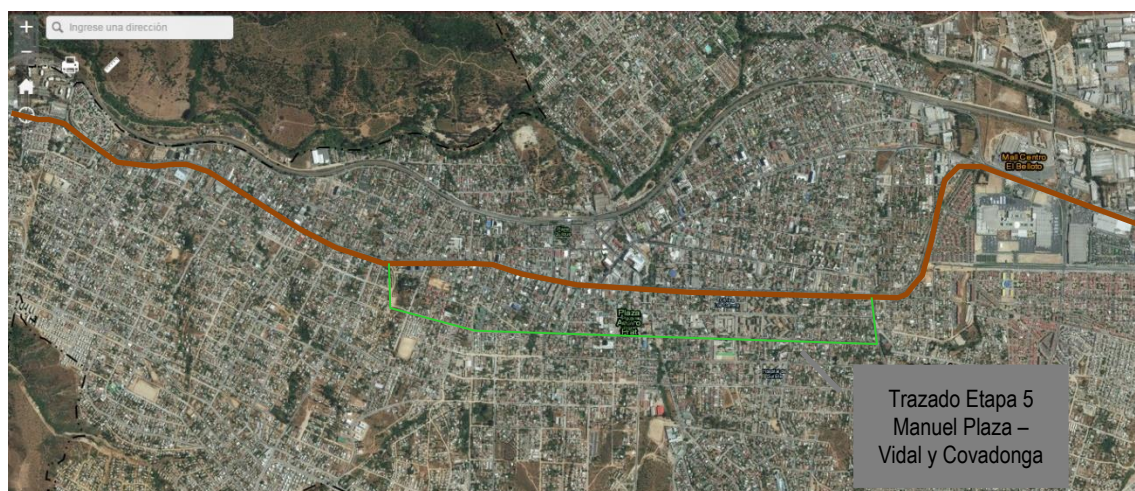 Ingrese una dirección
Mall Centro
El Belloto
Plaza
Trazado Etapa 5
Manuel Plaza –
Vidal y Covadonga